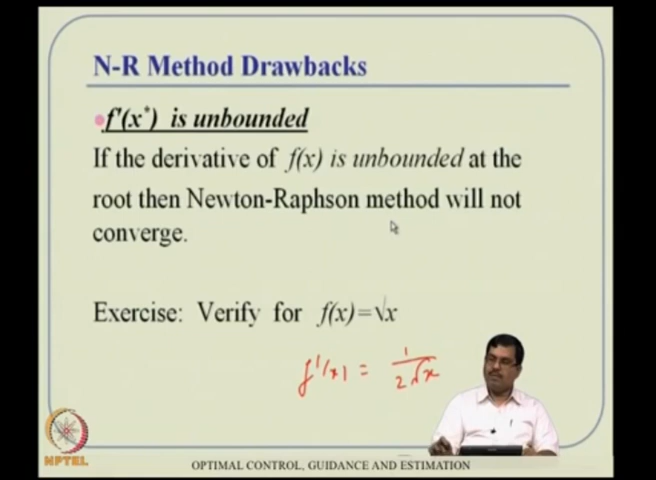 N-R Method Drawbacks
•f'(x*) is unbounded
If the derivative of f(x) is unbounded at the
root then Newton-Raphson method will not
converge.
Exercise: Verify for f(x)=√x
f'(x) = 1/2√x
NPTEL
OPTIMAL CONTROL, GUIDANCE AND ESTIMATION